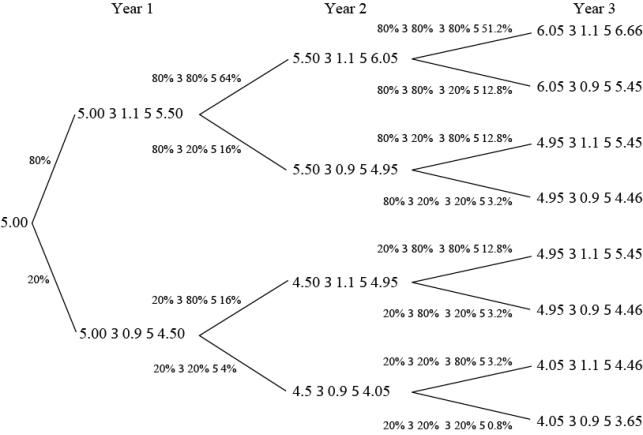 Year 1 Year 2 Year 3
80% 3 80% 3 80% 5 51.2%
6.05 3 1.1 5 6.66
5.50 3 1.1 5 6.05
80% 3 80% 5 64%
80% 3 80% 3 20% 5 12.8%
6.05 3 0.9 5 5.45
5.00 3 1.1 5 5.50
80% 3 20% 3 80% 5 12.8%
4.95 3 1.1 5 5.45
80% 3 20% 5 16%
80%
5.50 3 0.9 5 4.95
80% 3 20% 3 20% 5 3.2%
4.95 3 0.9 5 4.46
5.00
20% 3 80% 3 80% 5 12.8%
4.95 3 1.1 5 5.45
20%
4.50 3 1.1 5 4.95
20% 3 80% 5 16%
20% 3 80% 3 20% 5 3.2%
4.95 3 0.9 5 4.46
5.00 3 0.9 5 4.50
20% 3 20% 3 80% 5 3.2%
4.05 3 1.1 5 4.46
20% 3 20% 5 4%
4.5 3 0.9 5 4.05
20% 3 20% 3 20% 5 0.8%
4.05 3 0.9 5 3.65